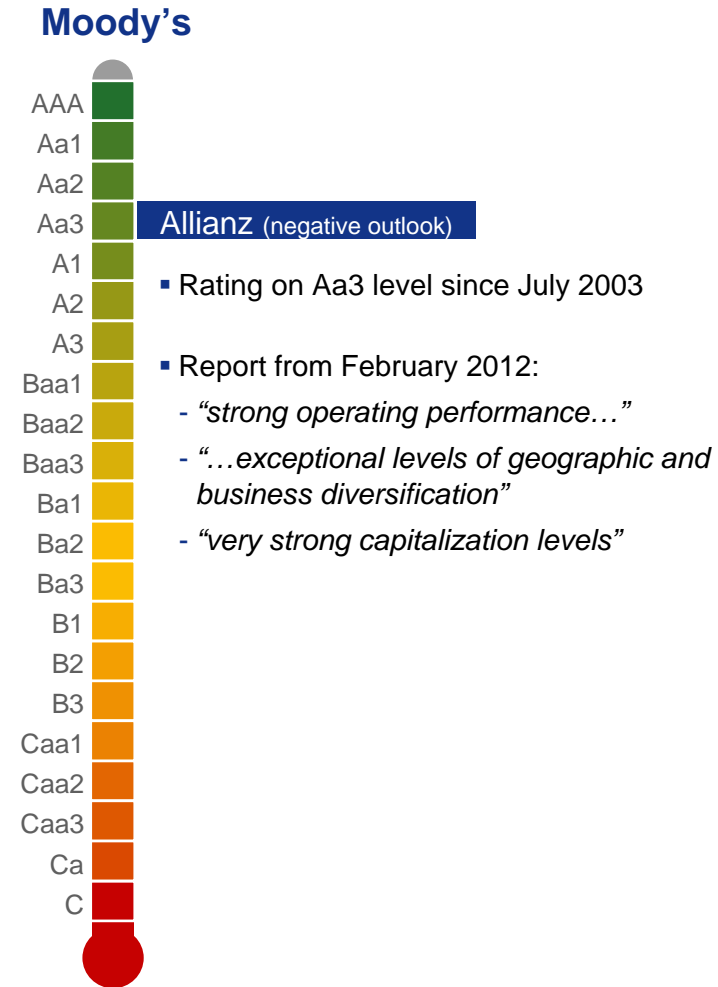 Moody's
AAA
Aa1
Aa2
Aa3
Allianz (negative outlook)
A1
▪ Rating on Aa3 level since July 2003
A2
A3
▪ Report from February 2012:
Baa1
Baa2
- “strong operating performance…”
Baa3
- “…exceptional levels of geographic and
business diversification”
Ba1
Ba2
- “very strong capitalization levels”
Ba3
B1
B2
B3
Caa1
Caa2
Caa3
Ca
C